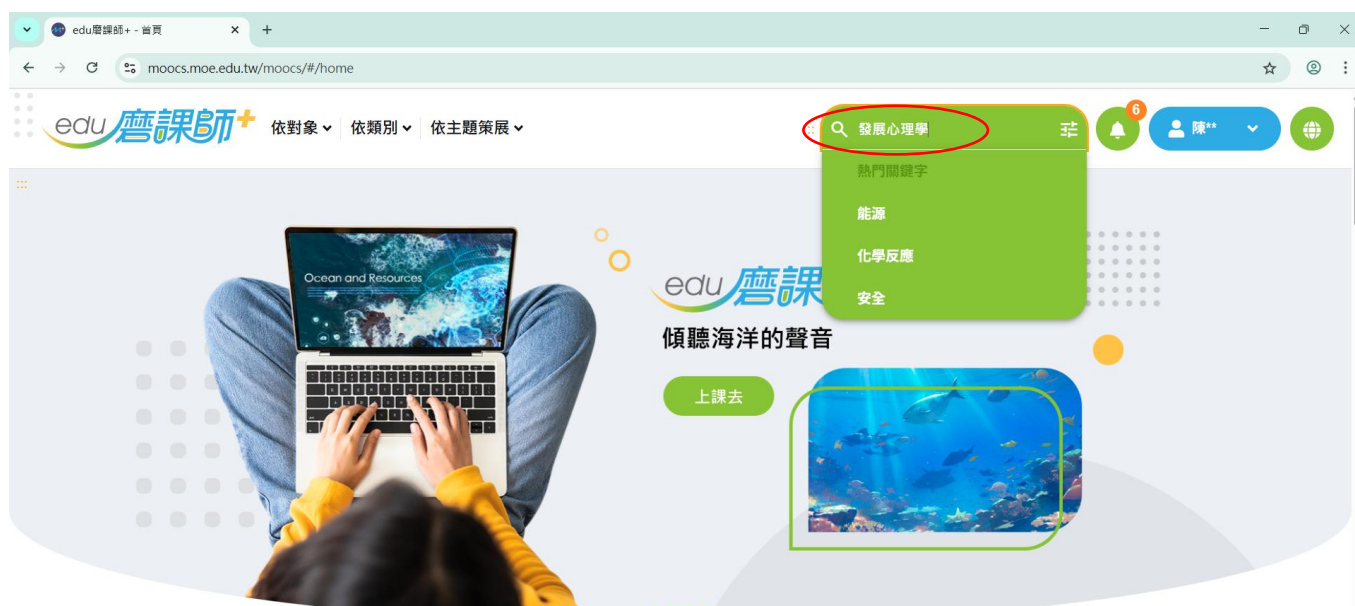 edu磨課師+ - 首頁
moocs.moe.edu.tw/moocs/#/home
edu磨課師+
依對象 依類別 依主題策展
發展心理學
6
陳**
熱門關鍵字
能源
化學反應
安全
Ocean and Resources
edu磨課
傾聽海洋的聲音
上課去